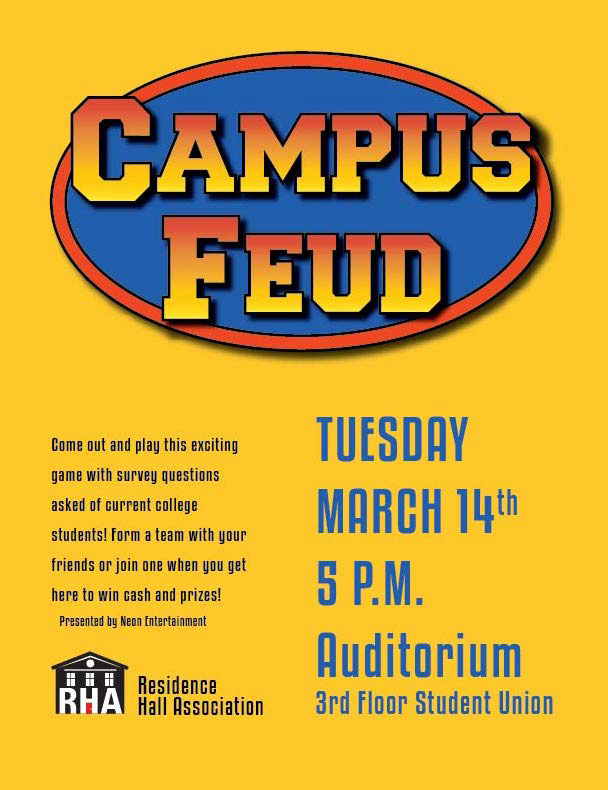 CAMPUS
FEUD
Come out and play this exciting
game with survey questions
asked of current college
students! Form a team with your
friends or join one when you get
here to win cash and prizes!
Presented by Neon Entertainment
RHA
Residence
Hall Association
TUESDAY
MARCH 14th
5 P.M.
Auditorium
3rd Floor Student Union